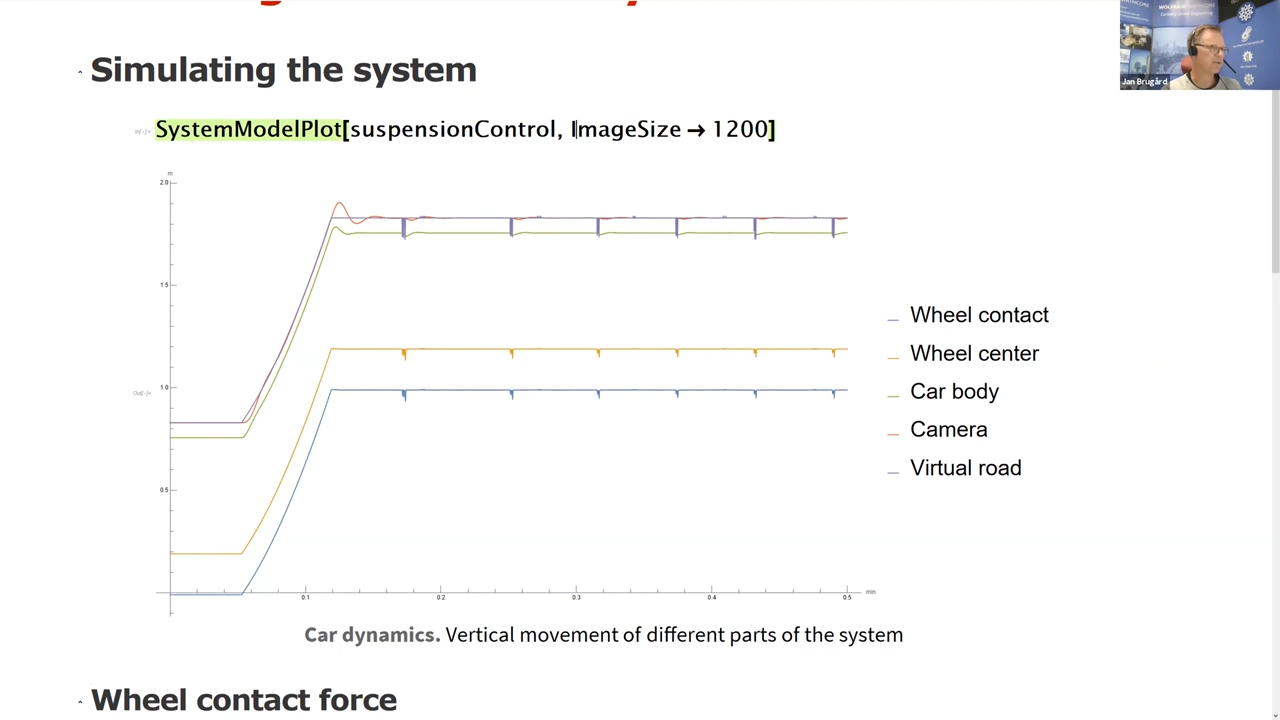 Simulating the system
SystemModelPlot[suspensionControl, ImageSize → 1200]
m
2.0
1.5
1.0
0.5
0.1
0.2
0.3
0.4
0.5
min
Wheel contact
Wheel center
Car body
Camera
Virtual road
Car dynamics. Vertical movement of different parts of the system
Wheel contact force
Jan Brugård